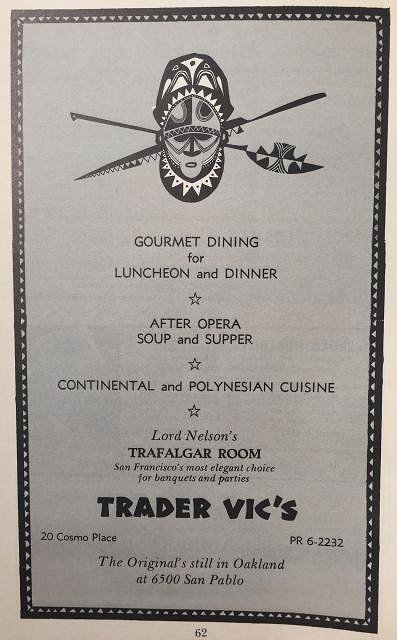 GOURMET DINING
for
LUNCHEON and DINNER
AFTER OPERA
SOUP and SUPPER
CONTINENTAL and POLYNESIAN CUISINE
Lord Nelson's
TRAFALGAR ROOM
San Francisco's most elegant choice
for banquets and parties
TRADER VIC'S
20 Cosmo Place PR 6-2232
The Original's still in Oakland
at 6500 San Pablo
62